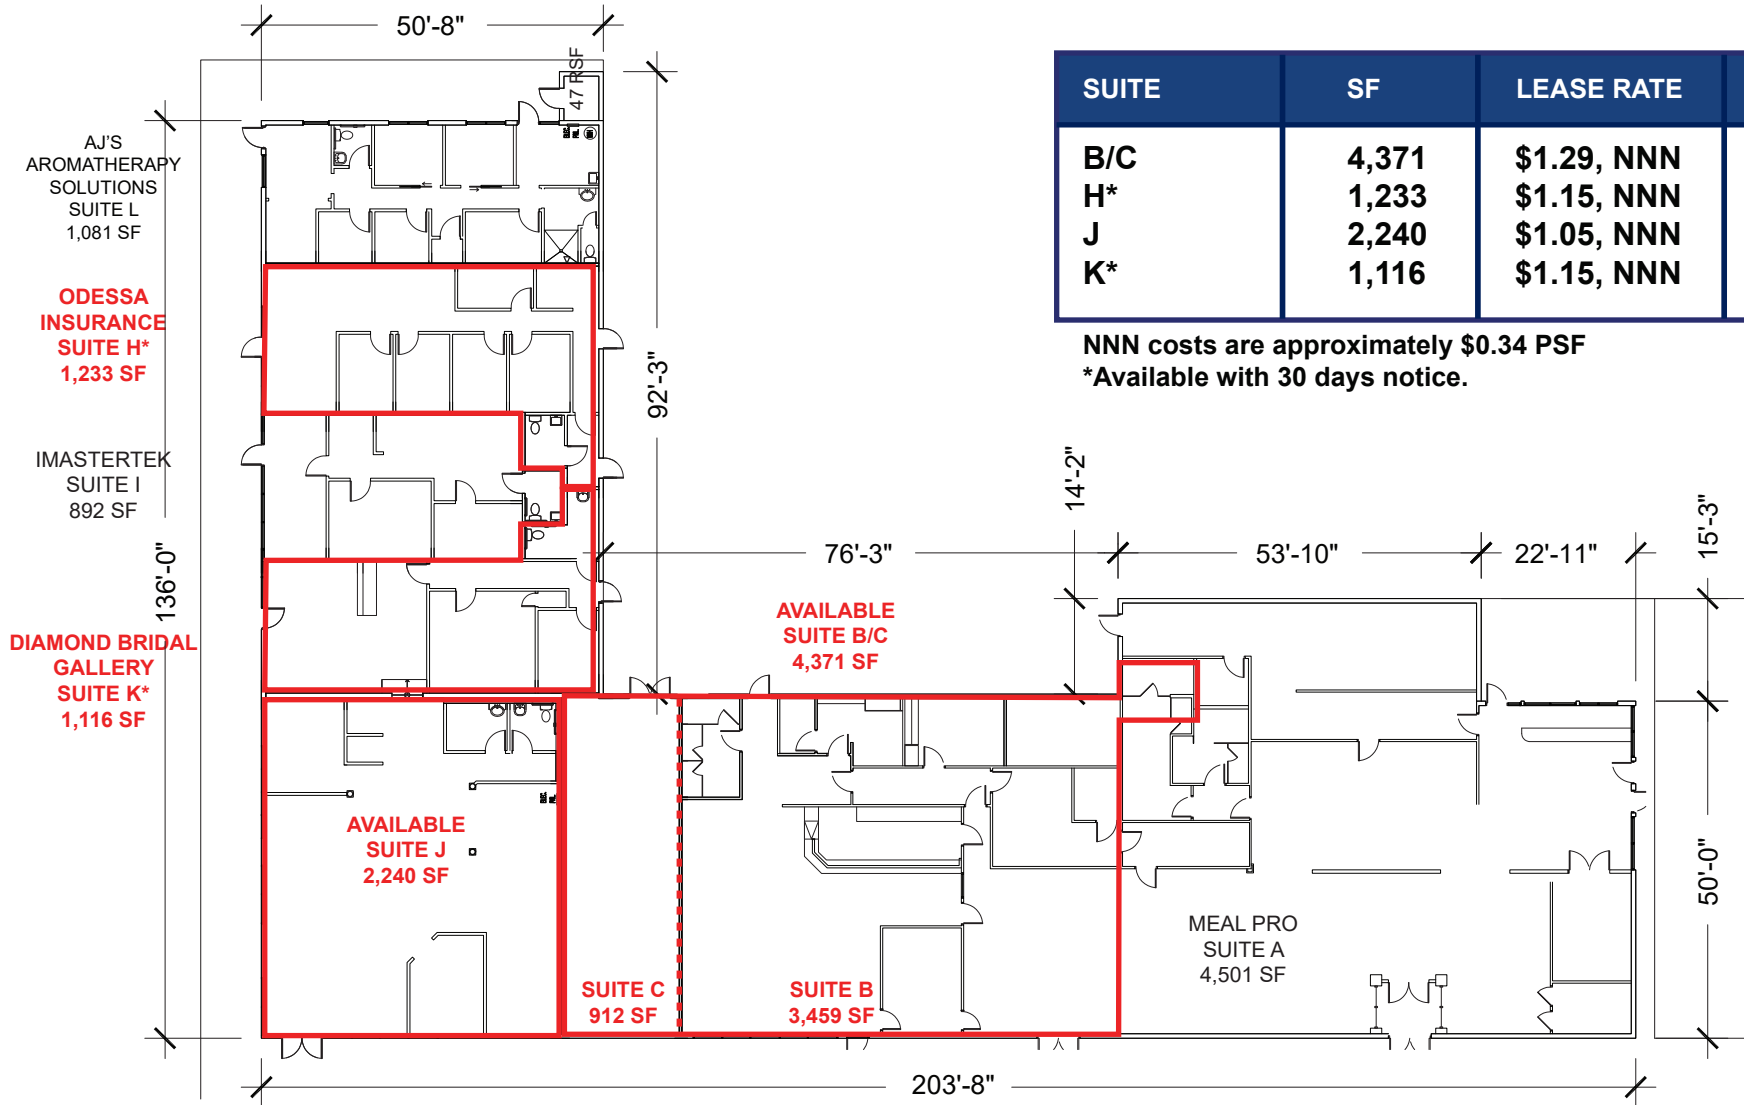 50'-8"
47 RSF
SUITE SF LEASE RATE
B/C 4,371 $1.29, NNN
H* 1,233 $1.15, NNN
J 2,240 $1.05, NNN
K* 1,116 $1.15, NNN
NNN costs are approximately $0.34 PSF
*Available with 30 days notice.
AJ'S
AROMATHERAPY
SOLUTIONS
SUITE L
1,081 SF
ODESSA
INSURANCE
SUITE H*
1,233 SF
92'-3"
IMASTERTEK
SUITE I
892 SF
136'-0"
14'-2"
15'-3"
76'-3"
53'-10"
22'-11"
DIAMOND BRIDAL
GALLERY
SUITE K*
1,116 SF
AVAILABLE
SUITE B/C
4,371 SF
AVAILABLE
SUITE J
2,240 SF
50'-0"
MEAL PRO
SUITE A
4,501 SF
SUITE C
912 SF
SUITE B
3,459 SF
203'-8"